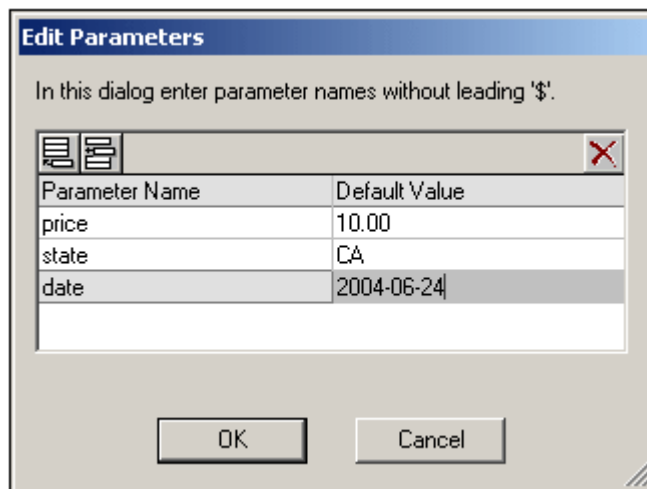 Edit Parameters
In this dialog enter parameter names without leading '$'.
Parameter Name Default Value
price 10.00
state CA
date 2004-06-24
OK Cancel